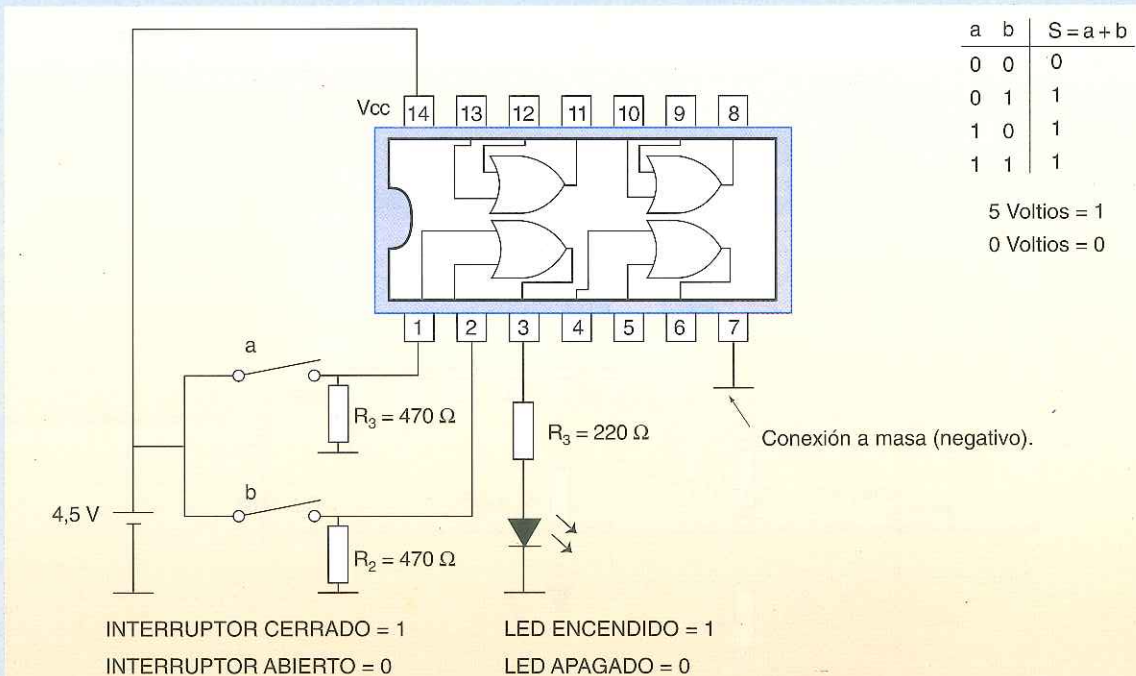 a b S = a + b
0 0 0
0 1 1
1 0 1
1 1 1
5 Voltios = 1
0 Voltios = 0
Vcc 14 13 12 11 10 9 8
1 2 3 4 5 6 7
a
R3 = 470 Ω
R3 = 220 Ω
Conexión a masa (negativo).
b
4,5 V
R2 = 470 Ω
INTERRUPTOR CERRADO = 1
LED ENCENDIDO = 1
INTERRUPTOR ABIERTO = 0
LED APAGADO = 0